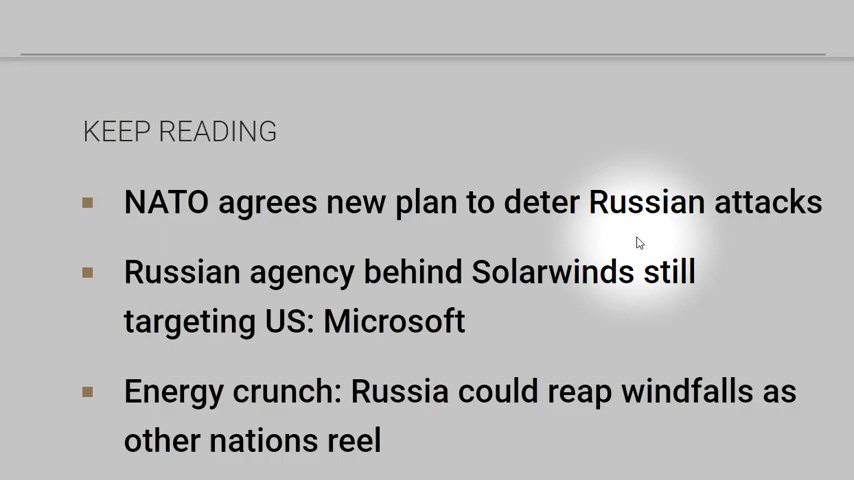 KEEP READING
NATO agrees new plan to deter Russian attacks
Russian agency behind Solarwinds still
targeting US: Microsoft
Energy crunch: Russia could reap windfalls as
other nations reel